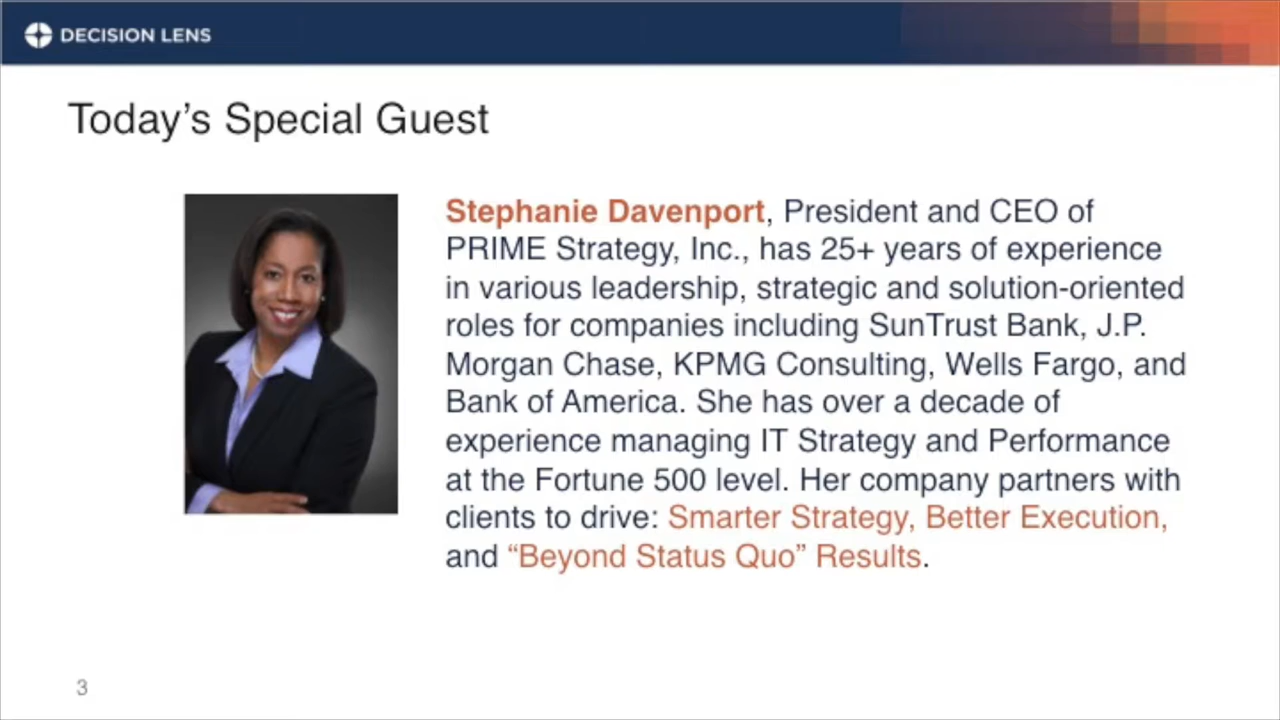 DECISION LENS
Today’s Special Guest
Stephanie Davenport, President and CEO of
PRIME Strategy, Inc., has 25+ years of experience
in various leadership, strategic and solution-oriented
roles for companies including SunTrust Bank, J.P.
Morgan Chase, KPMG Consulting, Wells Fargo, and
Bank of America. She has over a decade of
experience managing IT Strategy and Performance
at the Fortune 500 level. Her company partners with
clients to drive: Smarter Strategy, Better Execution,
and “Beyond Status Quo” Results.
3